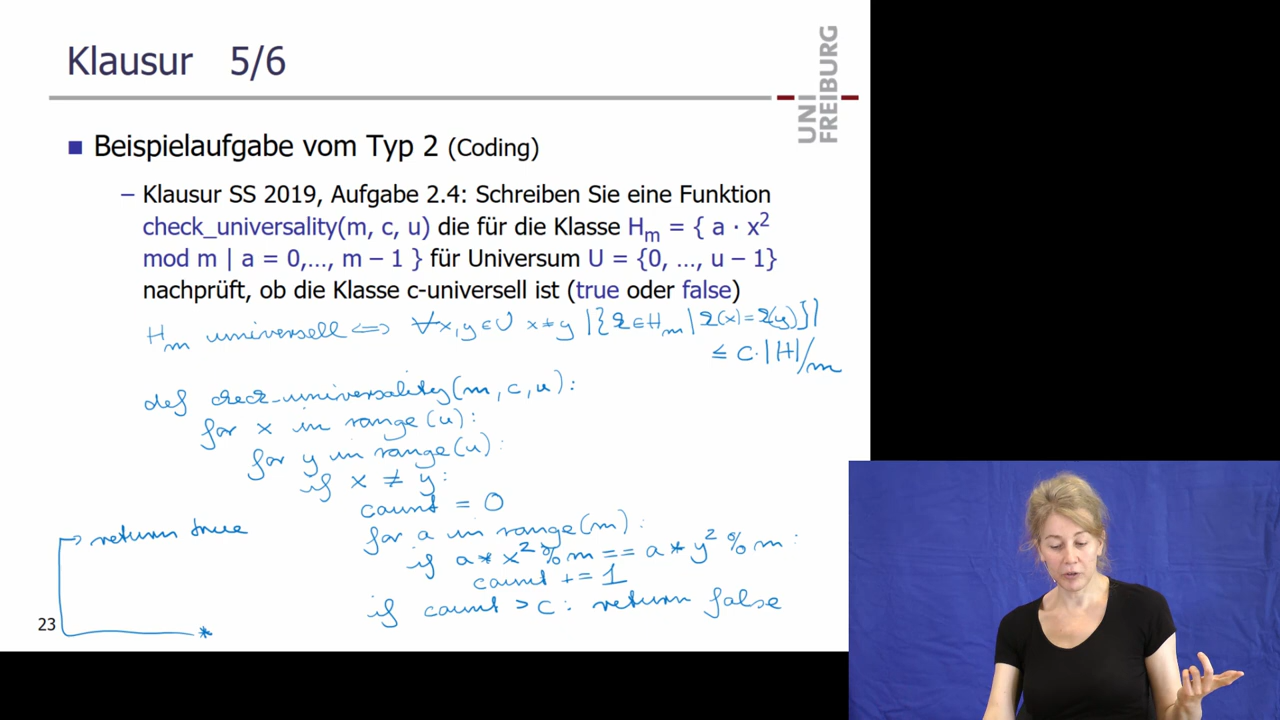 Klausur 5/6
UNI
FREIBURG
Beispielaufgabe vom Typ 2 (Coding)
– Klausur SS 2019, Aufgabe 2.4: Schreiben Sie eine Funktion
check_universality(m, c, u) die für die Klasse Hm = { a · x²
mod m | a = 0,..., m – 1 } für Universum U = {0, ..., u – 1}
nachprüft, ob die Klasse c-universell ist (true oder false)
Hm universell ⇔ ∀x,y∈U x≠y |{h∈Hm | h(x)=h(y)}|
≤ c·|H|/m
def check_universality(m, c, u):
for x in range(u):
for y in range(u):
if x ≠ y:
count = 0
for a in range(m):
if a * x² % m == a * y² % m:
count += 1
if count > c: return false
return true
*
23